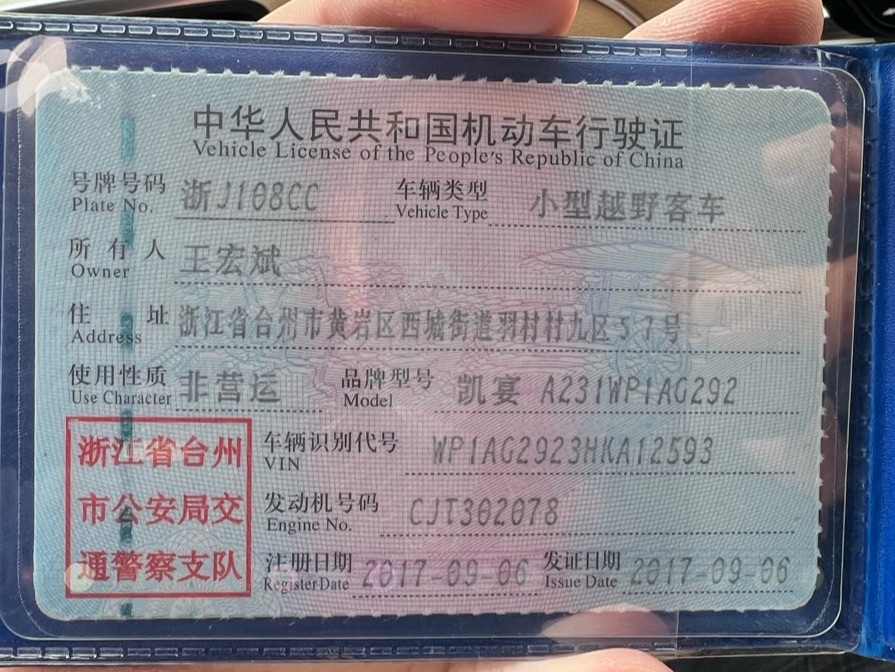 中华人民共和国机动车行驶证
Vehicle License of the People's Republic of China
号牌号码 浙J108CC 车辆类型 小型越野客车
Plate No. Vehicle Type
所有人 王宏斌
Owner
住址 浙江省台州市黄岩区西城街道羽村村九区57号
Address
使用性质 非营运 品牌型号 凯宴 A231WP1AG292
Use Character Model
浙江省台州 车辆识别代号 WP1AG2923HKA12593
VIN
市公安局交 发动机号码 CJT302078
Engine No.
通警察支队 注册日期 2017-09-06 发证日期 2017-09-06
Register Date Issue Date